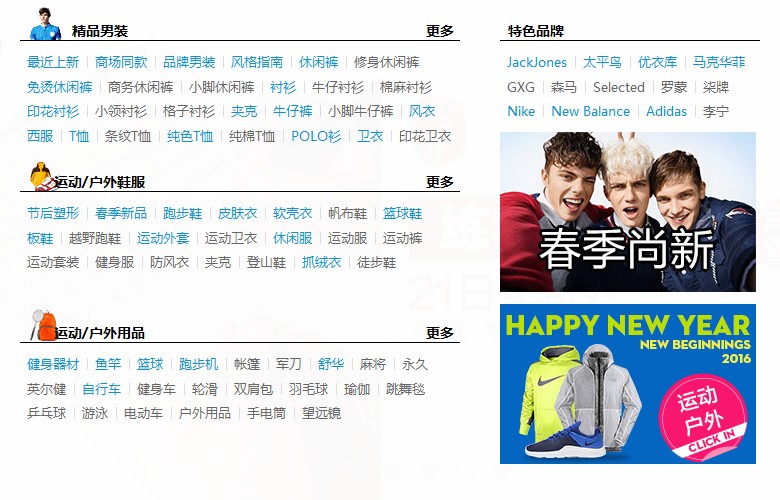 精品男装 更多
最近上新 商场同款 品牌男装 风格指南 休闲裤 修身休闲裤
免烫休闲裤 商务休闲裤 小脚休闲裤 衬衫 牛仔衬衫 棉麻衬衫
印花衬衫 小领衬衫 格子衬衫 夹克 牛仔裤 小脚牛仔裤 风衣
西服 T恤 条纹T恤 纯色T恤 纯棉T恤 POLO衫 卫衣 印花卫衣
运动/户外鞋服 更多
节后塑形 春季新品 跑步鞋 皮肤衣 软壳衣 帆布鞋 篮球鞋
板鞋 越野跑鞋 运动外套 运动卫衣 休闲服 运动服 运动裤
运动套装 健身服 防风衣 夹克 登山鞋 抓绒衣 徒步鞋
运动/户外用品 更多
健身器材 鱼竿 篮球 跑步机 帐篷 军刀 舒华 麻将 永久
英尔健 自行车 健身车 轮滑 双肩包 羽毛球 瑜伽 跳舞毯
乒乓球 游泳 电动车 户外用品 手电筒 望远镜
特色品牌
JackJones 太平鸟 优衣库 马克华菲
GXG 森马 Selected 罗蒙 柒牌
Nike New Balance Adidas 李宁
春季尚新
HAPPY NEW YEAR
NEW BEGINNINGS
2016
运动
户外
CLICK IN